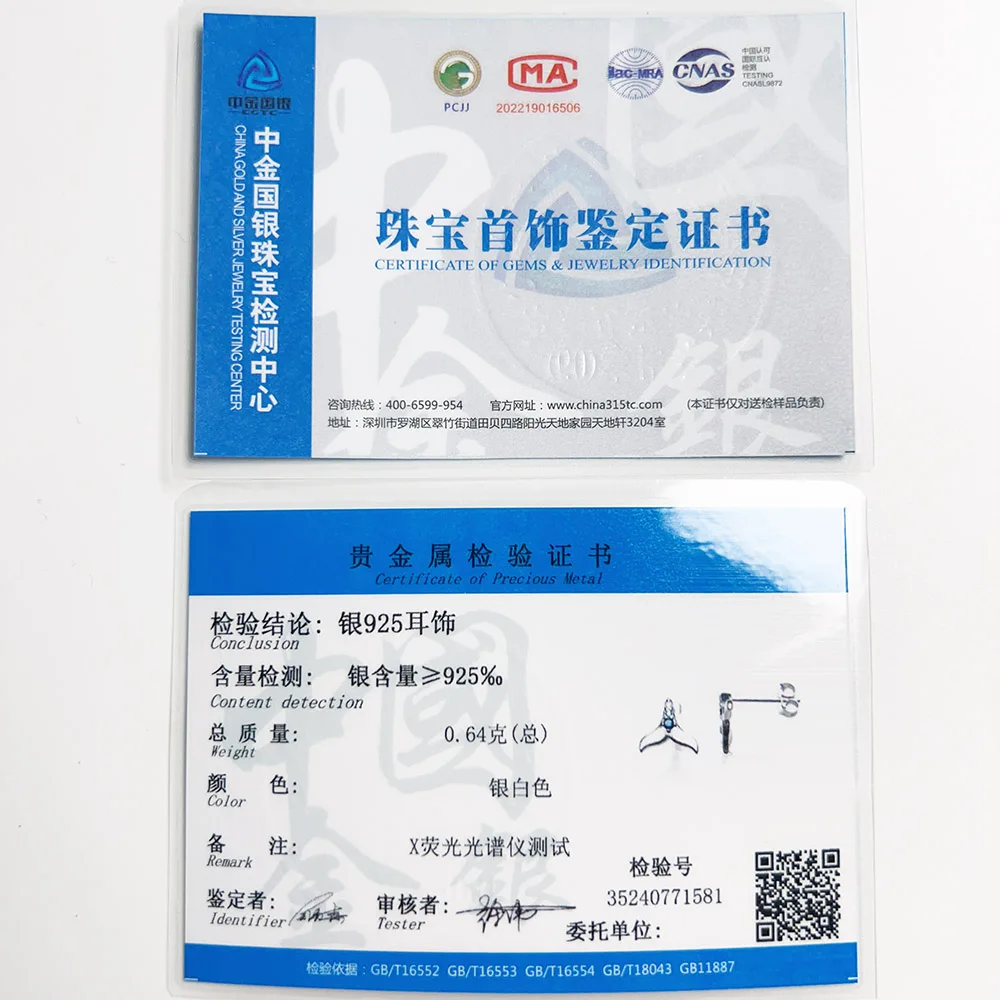 中金国银
CGTC
中金国银珠宝检测中心
CHINA GOLD AND SILVER JEWELRY TESTING CENTER
PCJJ
MA
202219016506
ilac-MRA
CNAS
中国认可
国际互认
检测
TESTING
CNASL9872
珠宝首饰鉴定证书
CERTIFICATE OF GEMS & JEWELRY IDENTIFICATION
咨询热线：400-6599-954 官方网址：www.china315tc.com (本证书仅对送检样品负责)
地址：深圳市罗湖区翠竹街道田贝四路阳光天地家园天地轩3204室
贵金属检验证书
Certificate of Precious Metal
检验结论: 银925耳饰
Conclusion
含量检测: 银含量≥925‰
Content detection
总质量: 0.64克(总)
Weight
颜色: 银白色
Color
备注: X荧光光谱仪测试
Remark
鉴定者:
Identifier
审核者:
Tester
检验号
35240771581
委托单位:
检验依据：GB/T16552 GB/T16553 GB/T16554 GB/T18043 GB11887